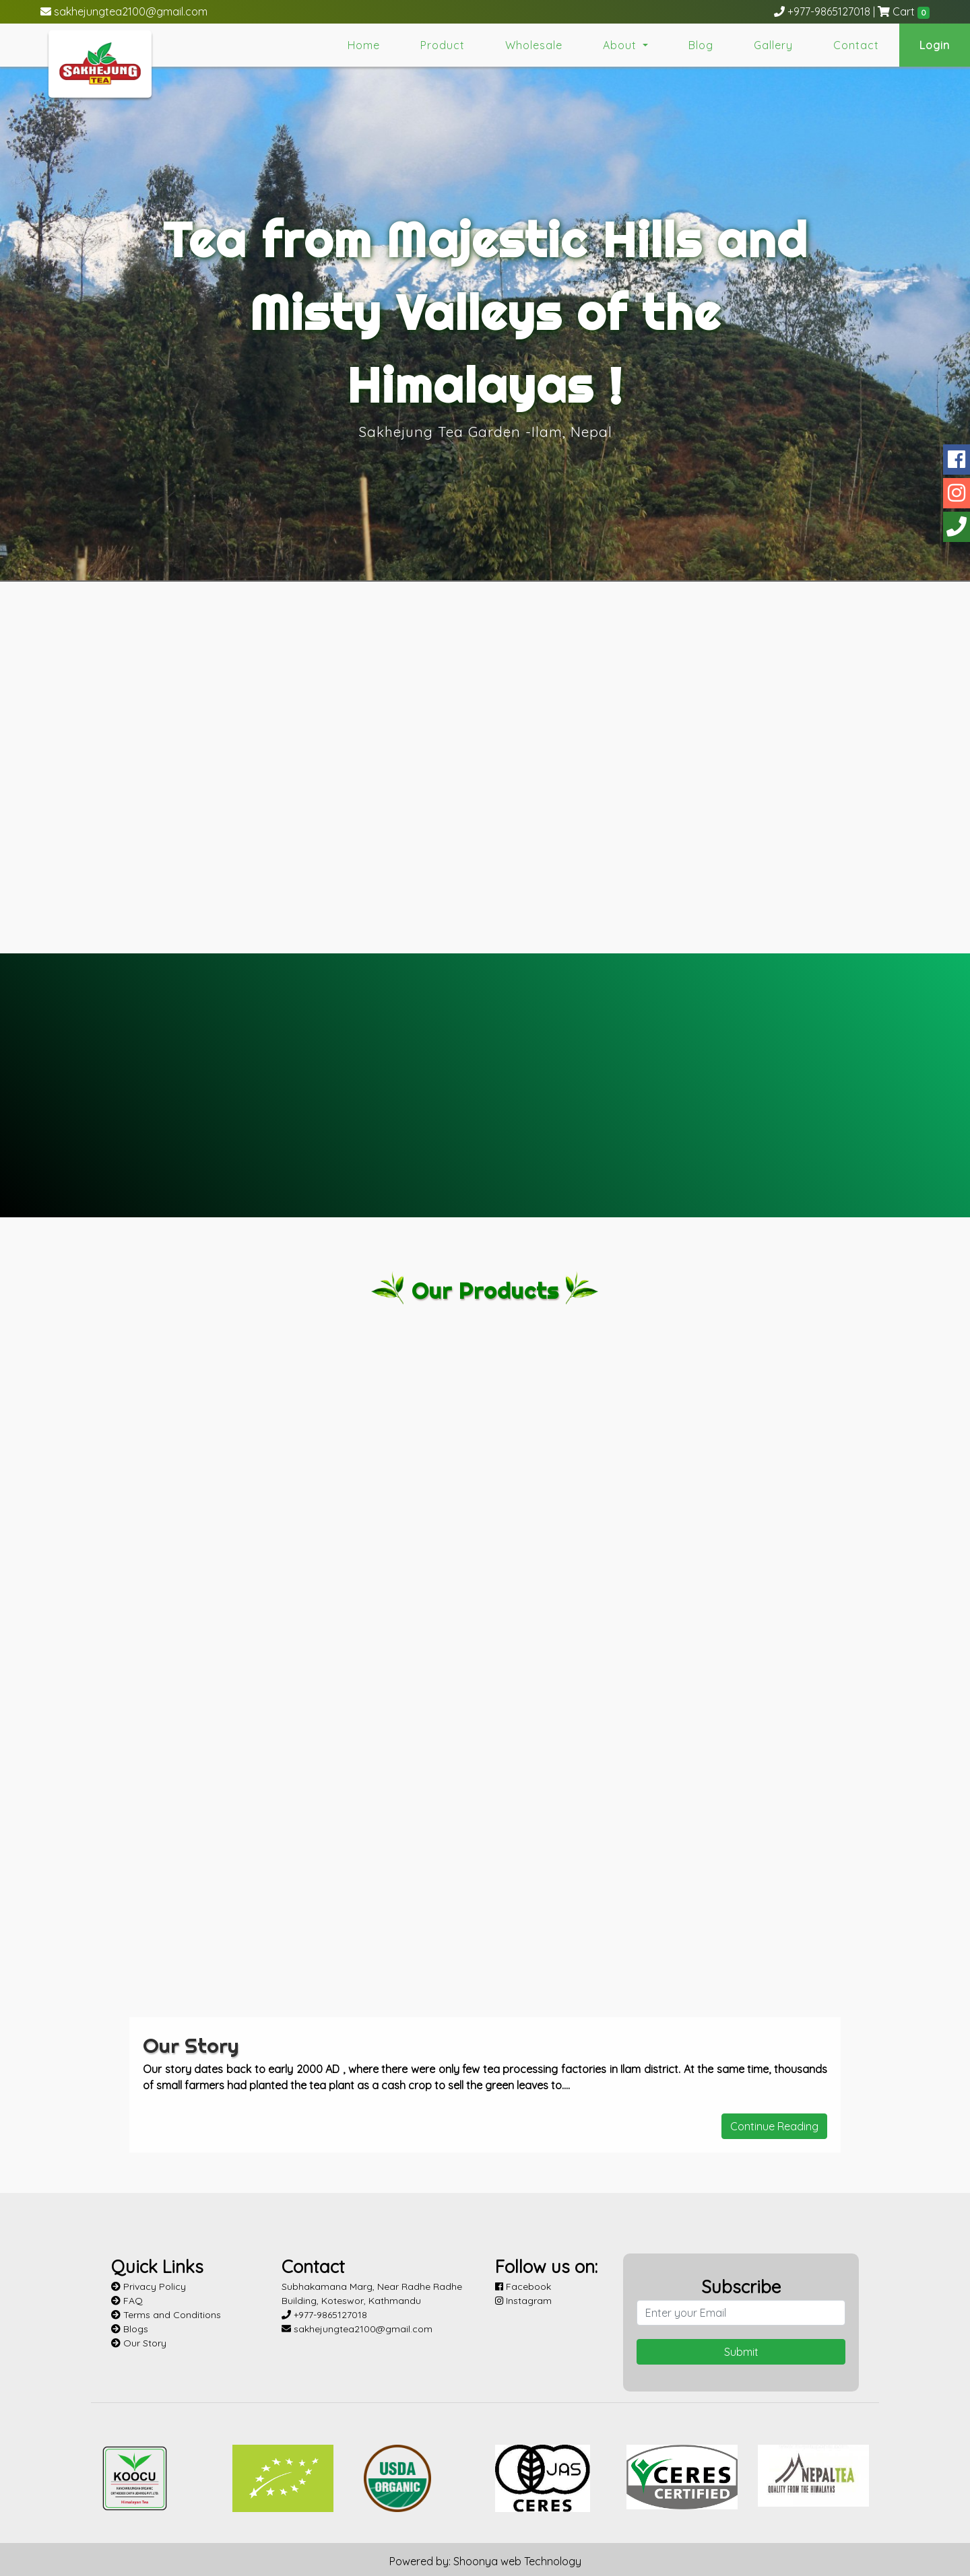 sakhejungtea2100@gmail.com
+977-9865127018 | Cart 0
SAKHEJUNG
TEA
Home Product Wholesale About Blog Gallery Contact Login
Tea from Majestic Hills and
Misty Valleys of the
Himalayas !
Sakhejung Tea Garden -Ilam, Nepal
Our Products
Our Story
Our story dates back to early 2000 AD , where there were only few tea processing factories in Ilam district. At the same time, thousands
of small farmers had planted the tea plant as a cash crop to sell the green leaves to....
Continue Reading
Quick Links
Privacy Policy
FAQ
Terms and Conditions
Blogs
Our Story
Contact
Subhakamana Marg, Near Radhe Radhe
Building, Koteswor, Kathmandu
+977-9865127018
sakhejungtea2100@gmail.com
Follow us on:
Facebook
Instagram
Subscribe
Enter your Email
Submit
KOOCU
Himalayan Tea
USDA
ORGANIC
JAS
CERES
CERES
CERTIFIED
NEPALTEA
QUALITY FROM THE HIMALAYAS
Powered by: Shoonya web Technology